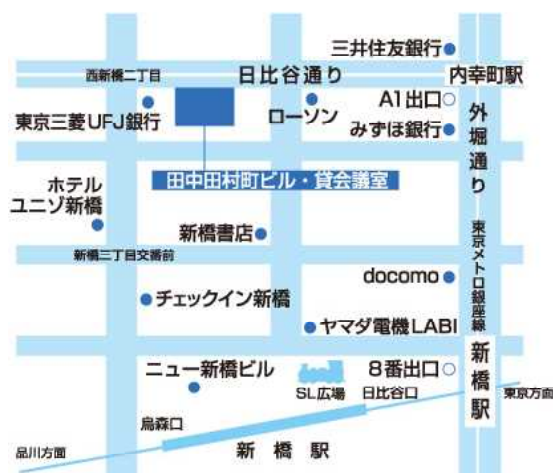 三井住友銀行
西新橋二丁目
日比谷通り
内幸町駅
東京三菱UFJ銀行
ローソン
A1出口
みずほ銀行
外堀通り
田中田村町ビル・貸会議室
ホテル
ユニゾ新橋
新橋書店
新橋三丁目交番前
東京メトロ銀座線
docomo
チェックイン新橋
ヤマダ電機LABI
ニュー新橋ビル
8番出口
新橋駅
SL広場
日比谷口
東京方面
烏森口
品川方面
新橋駅